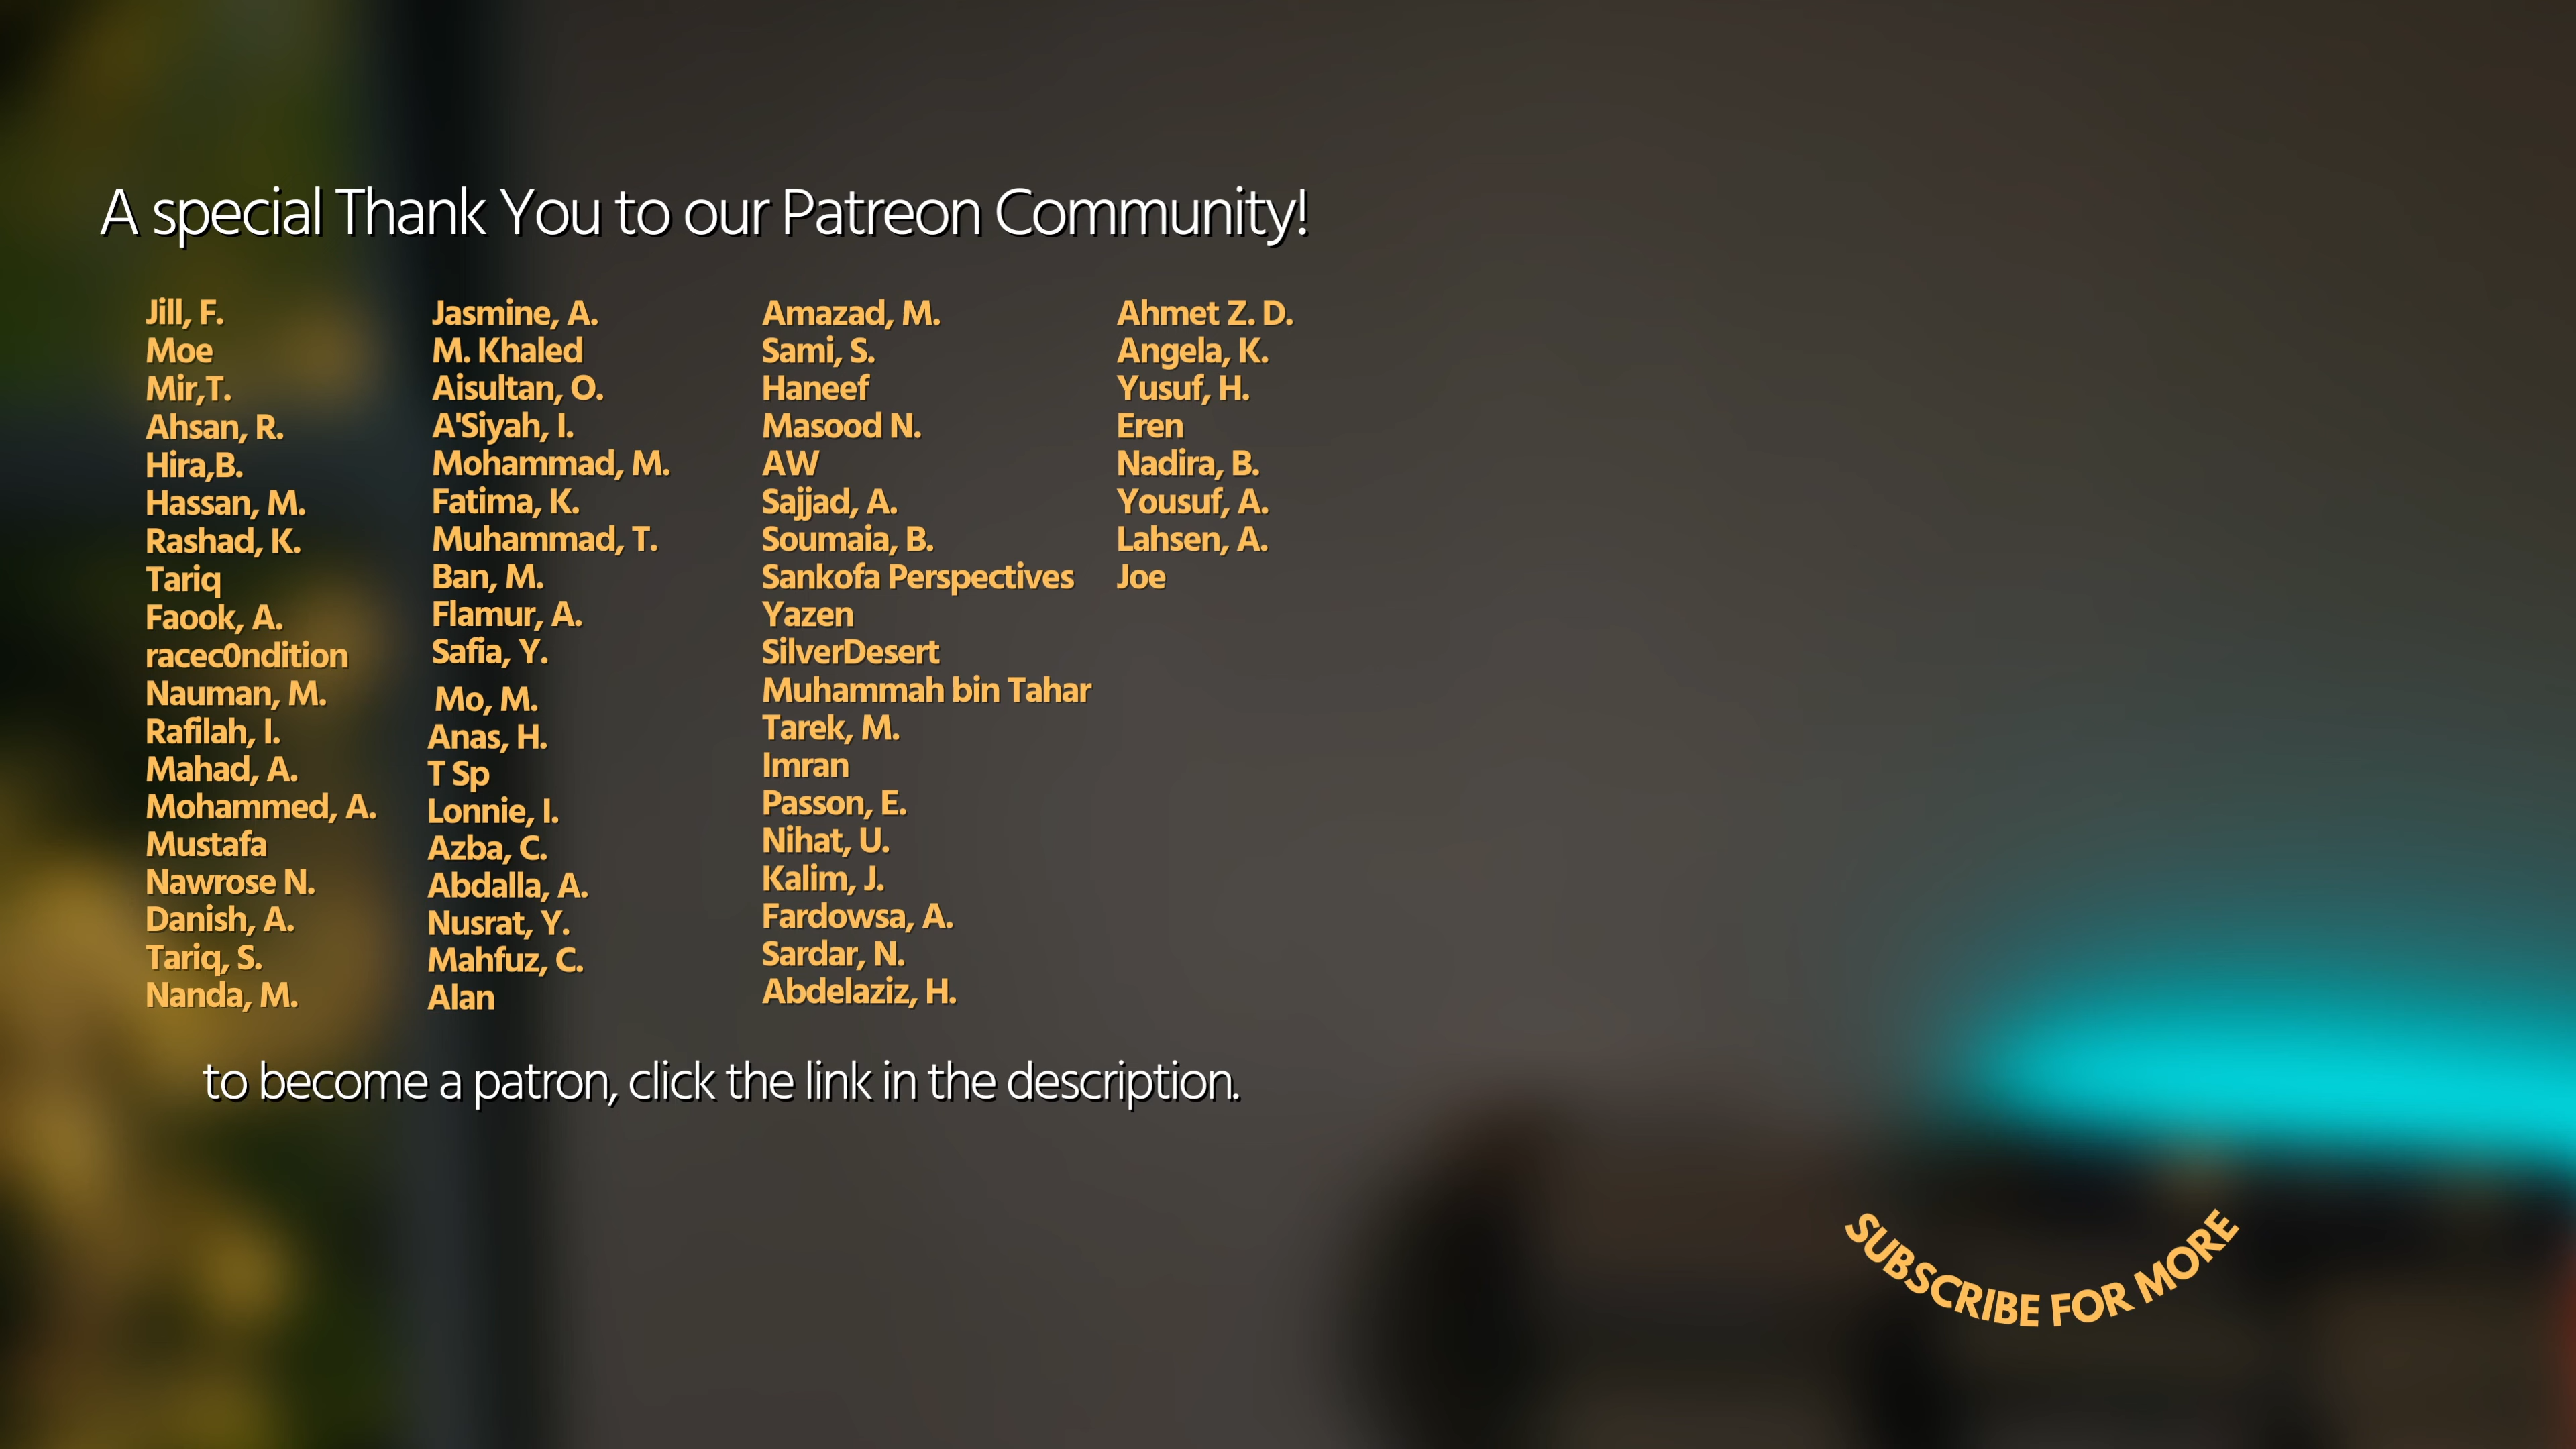 A special Thank You to our Patreon Community!
Jill, F.
Moe
Mir,T.
Ahsan, R.
Hira,B.
Hassan, M.
Rashad, K.
Tariq
Faook, A.
racec0ndition
Nauman, M.
Rafilah, I.
Mahad, A.
Mohammed, A.
Mustafa
Nawrose N.
Danish, A.
Tariq, S.
Nanda, M.
Jasmine, A.
M. Khaled
Aisultan, O.
A'Siyah, I.
Mohammad, M.
Fatima, K.
Muhammad, T.
Ban, M.
Flamur, A.
Safia, Y.
Mo, M.
Anas, H.
T Sp
Lonnie, I.
Azba, C.
Abdalla, A.
Nusrat, Y.
Mahfuz, C.
Alan
Amazad, M.
Sami, S.
Haneef
Masood N.
AW
Sajjad, A.
Soumaia, B.
Sankofa Perspectives
Yazen
SilverDesert
Muhammah bin Tahar
Tarek, M.
Imran
Passon, E.
Nihat, U.
Kalim, J.
Fardowsa, A.
Sardar, N.
Abdelaziz, H.
Ahmet Z. D.
Angela, K.
Yusuf, H.
Eren
Nadira, B.
Yousuf, A.
Lahsen, A.
Joe
to become a patron, click the link in the description.
SUBSCRIBE FOR MORE